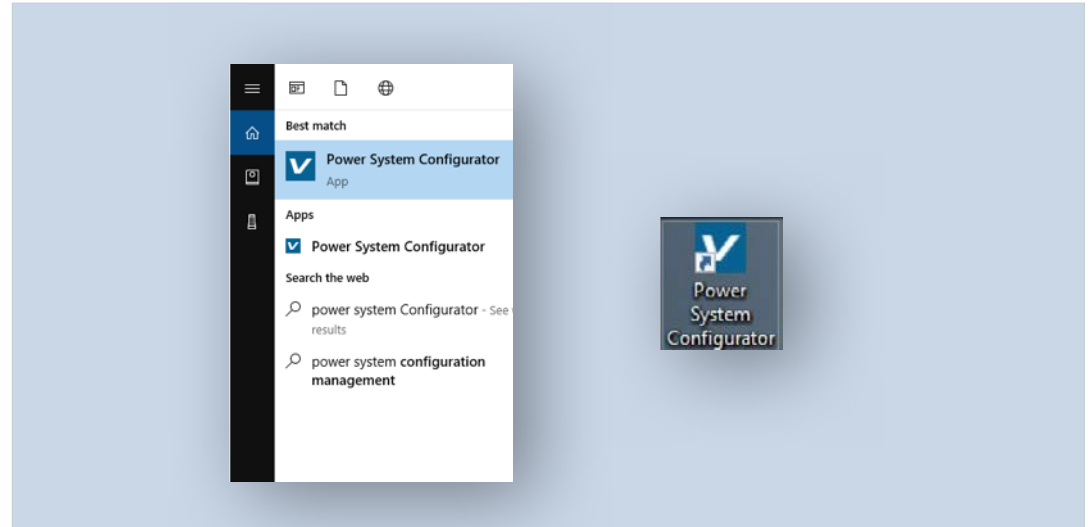 Best match
Power System Configurator
App
Apps
Power System Configurator
Search the web
power system Configurator - See
results
power system configuration
management
Power
System
Configurator